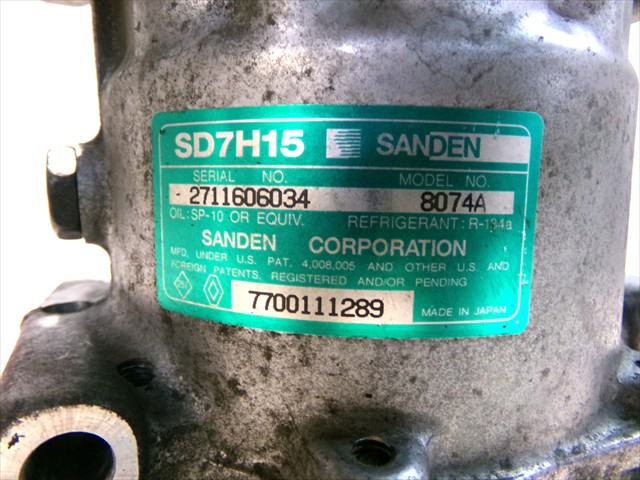 SD7H15 SANDEN
SERIAL NO. MODEL NO.
2711606034 8074A
OIL:SP-10 OR EQUIV. REFRIGERANT:R-134a
SANDEN CORPORATION
MFD. UNDER U.S. PAT. 4,008,005 AND OTHER U.S. AND
FOREIGN PATENTS, REGISTERED AND/OR PENDING
7700111289 MADE IN JAPAN